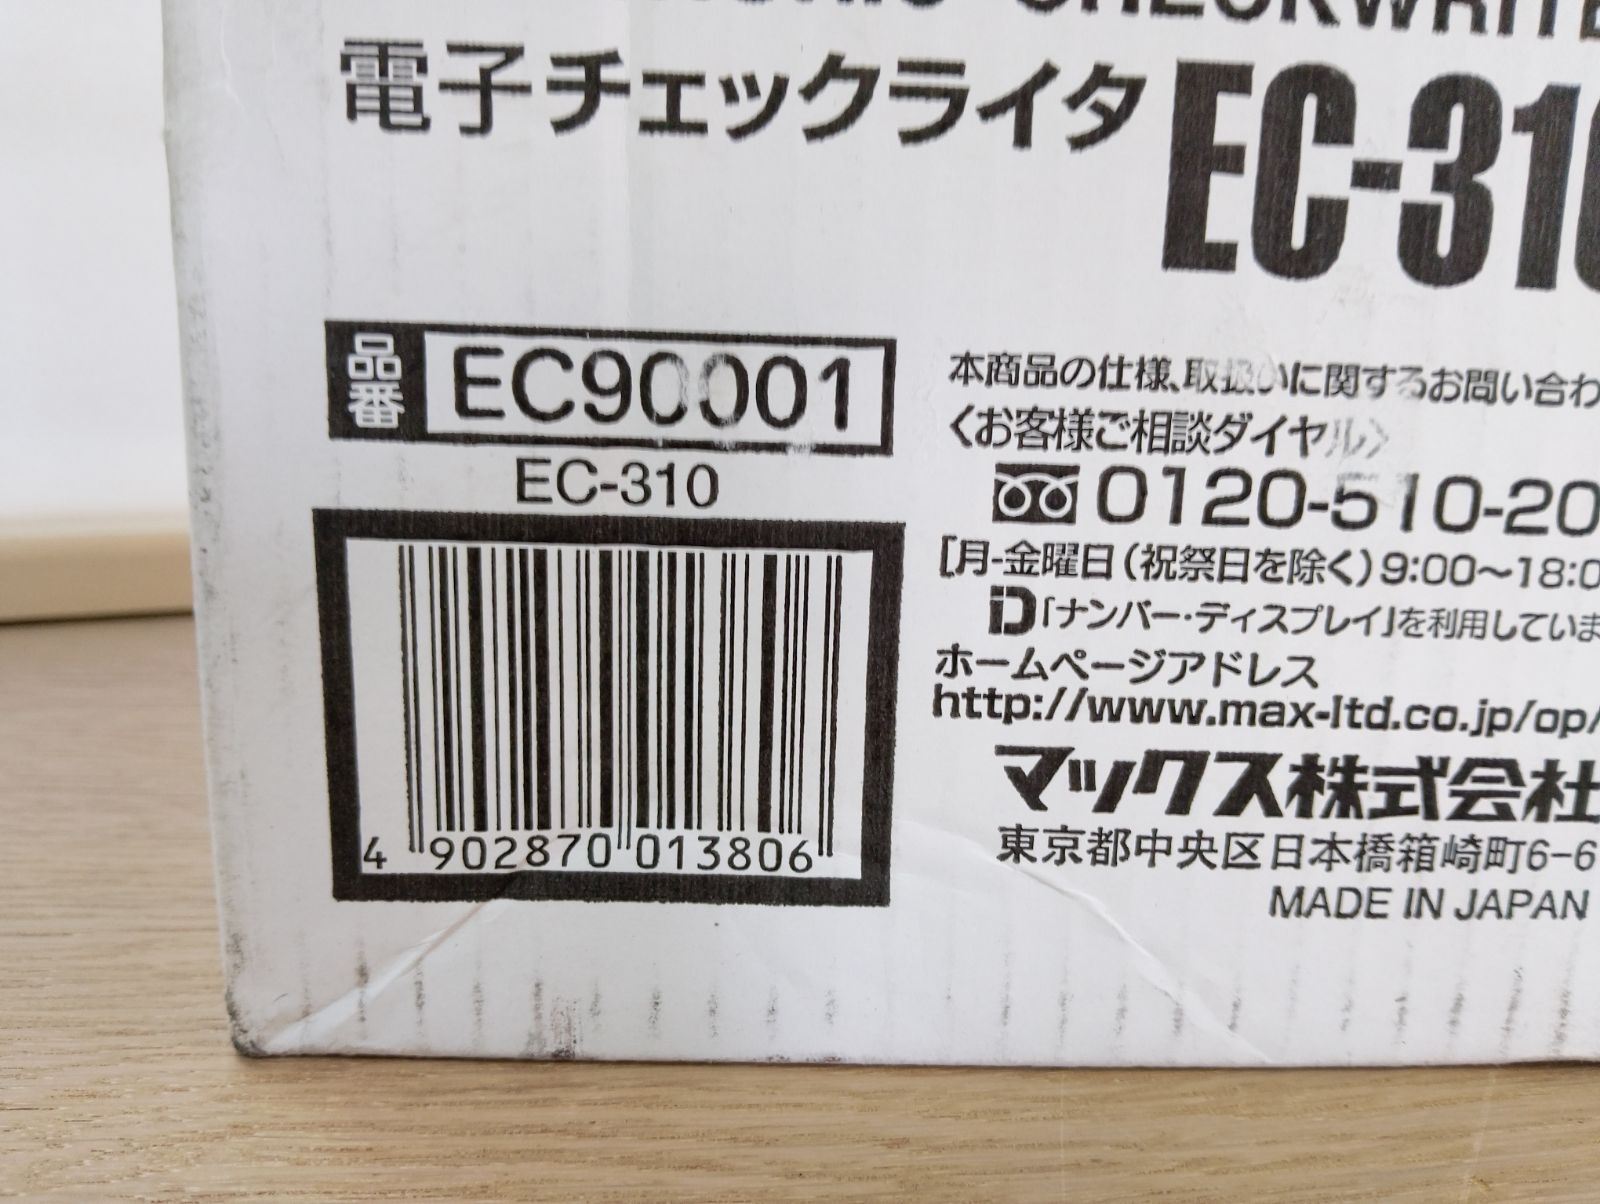 CHECKWRITE
電子チェックライタ EC-310
品番 EC90001
EC-310
4 902870 013806
本商品の仕様、取扱いに関するお問い合わ
〈お客様ご相談ダイヤル〉
0120-510-20
[月-金曜日(祝祭日を除く)9:00〜18:0
「ナンバー・ディスプレイ」を利用していま
ホームページアドレス
http://www.max-ltd.co.jp/op/
マックス株式会社
東京都中央区日本橋箱崎町6-6
MADE IN JAPAN